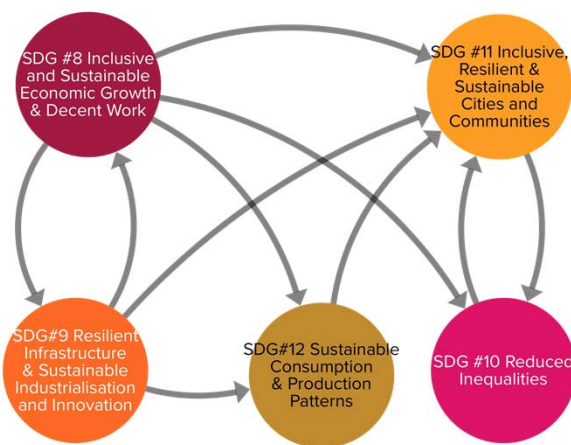 SDG #8 Inclusive
and Sustainable
Economic Growth
& Decent Work
SDG #11 Inclusive,
Resilient &
Sustainable
Cities and
Communities
SDG#9 Resilient
Infrastructure
& Sustainable
Industrialisation
and Innovation
SDG#12 Sustainable
Consumption
& Production
Patterns
SDG #10 Reduced
Inequalities